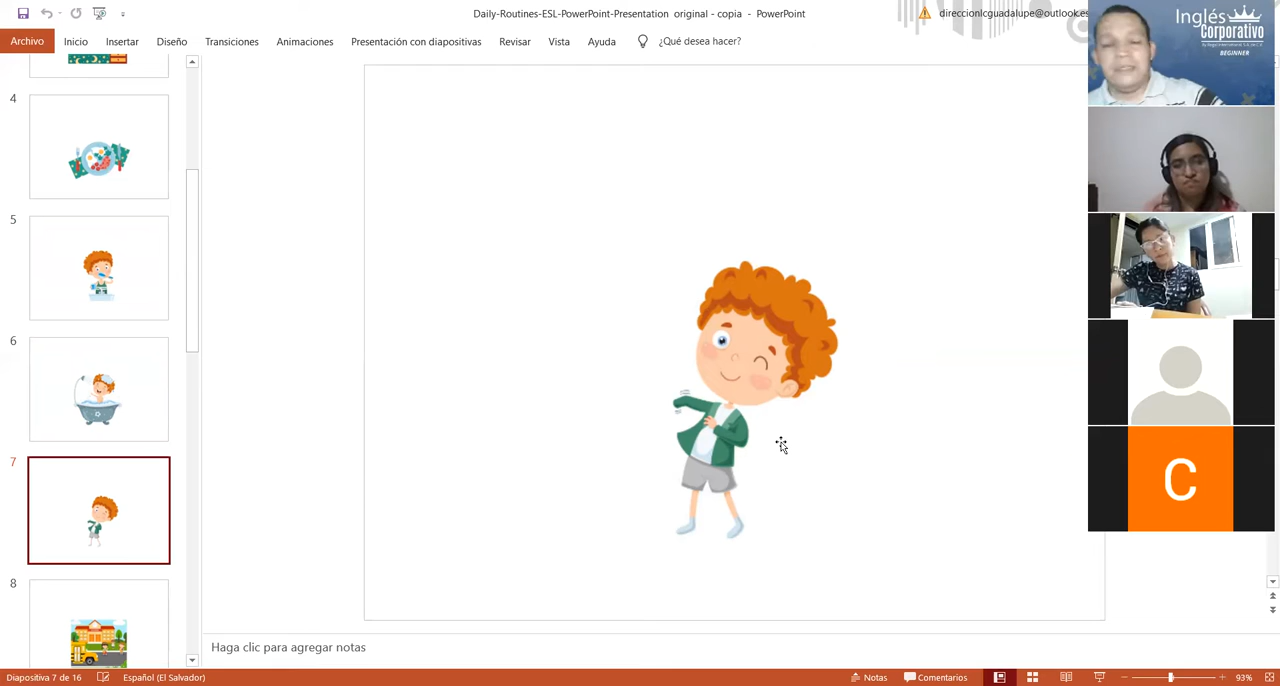 Daily-Routines-ESL-PowerPoint-Presentation original - copia - PowerPoint
direccionlcguadalupe@outlook.es
Archivo Inicio Insertar Diseño Transiciones Animaciones Presentación con diapositivas Revisar Vista Ayuda ¿Qué desea hacer?
Inglés
Corporativo
BEGINNER
4
5
6
7
8
C
Haga clic para agregar notas
Diapositiva 7 de 16 Español (El Salvador) Notas Comentarios 93%